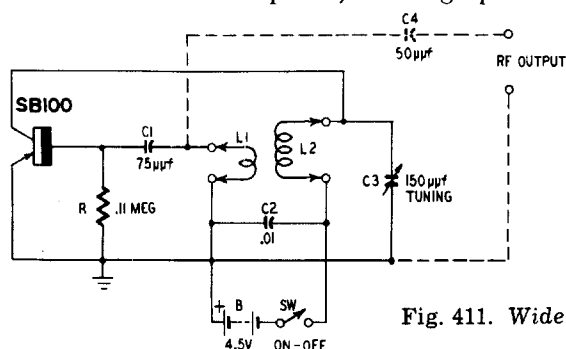 C4
50μμf
RF OUTPUT
SB100
C1
75μμf
L1
L2
C3
150μμf
TUNING
R
.11 MEG
C2
.01
+
B
SW
4.5V
ON-OFF
Fig. 411. Wide